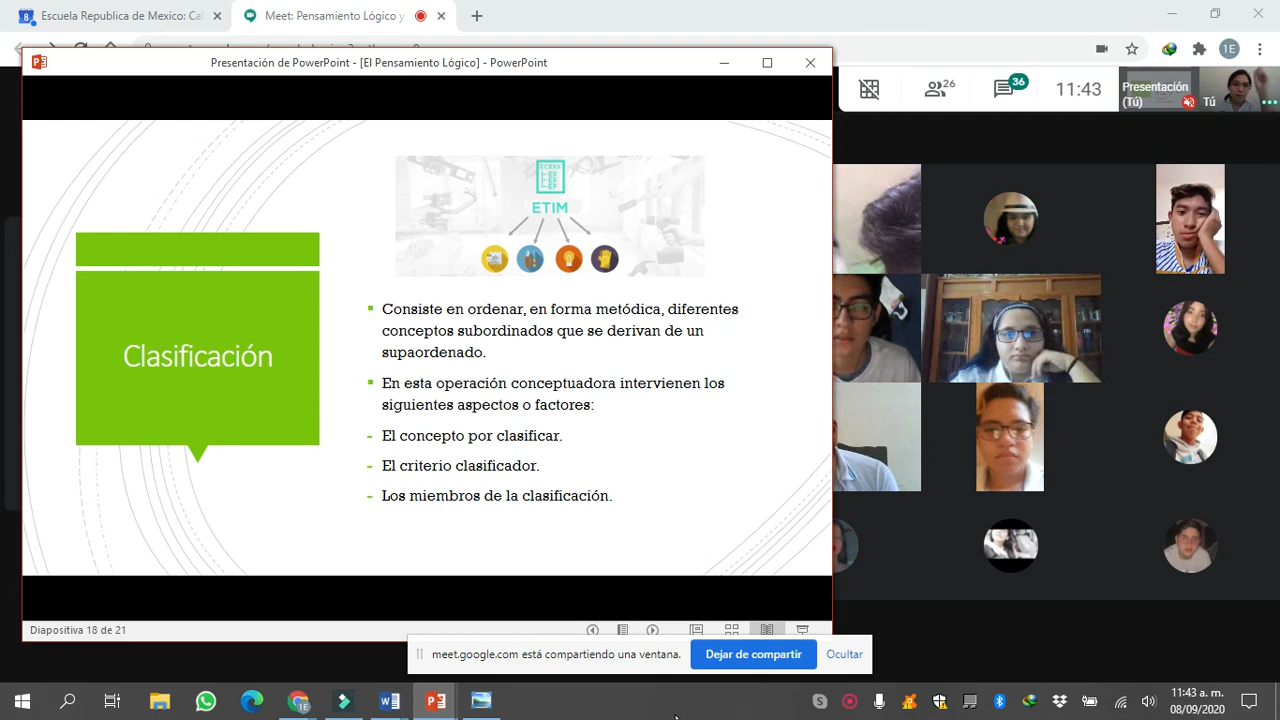 Escuela Republica de Mexico: Cal
Meet: Pensamiento Lógico y
1E
Presentación de PowerPoint - [El Pensamiento Lógico] - PowerPoint
26
36
11:43
Presentación
(Tú)
Tú
ETIM
Clasificación
Consiste en ordenar, en forma metódica, diferentes
conceptos subordinados que se derivan de un
supaordenado.
En esta operación conceptuadora intervienen los
siguientes aspectos o factores:
- El concepto por clasificar.
- El criterio clasificador.
- Los miembros de la clasificación.
Diapositiva 18 de 21
meet.google.com está compartiendo una ventana.
Dejar de compartir
Ocultar
11:43 a. m.
08/09/2020